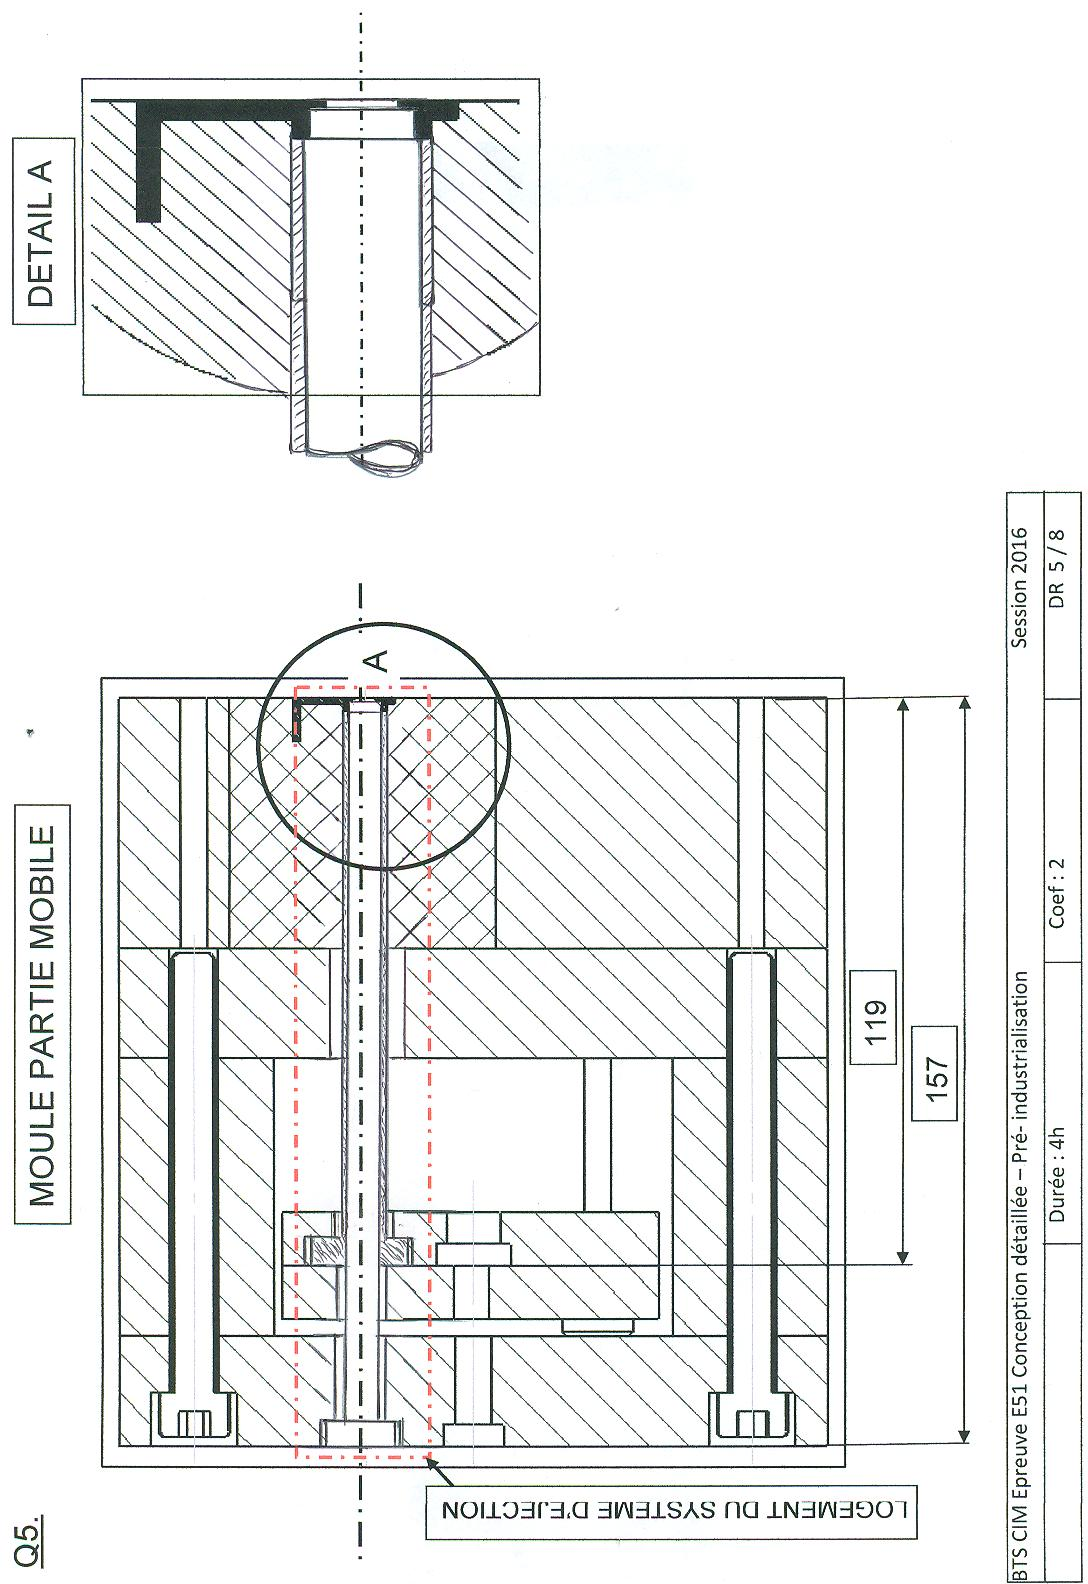 Q5.
MOULE PARTIE MOBILE
DETAIL A
A
119
157
LOGEMENT DU SYSTEME D'EJECTION
BTS CIM Epreuve E51 Conception détaillée – Pré- industrialisation
Session 2016
Durée : 4h
Coef : 2
DR 5 / 8